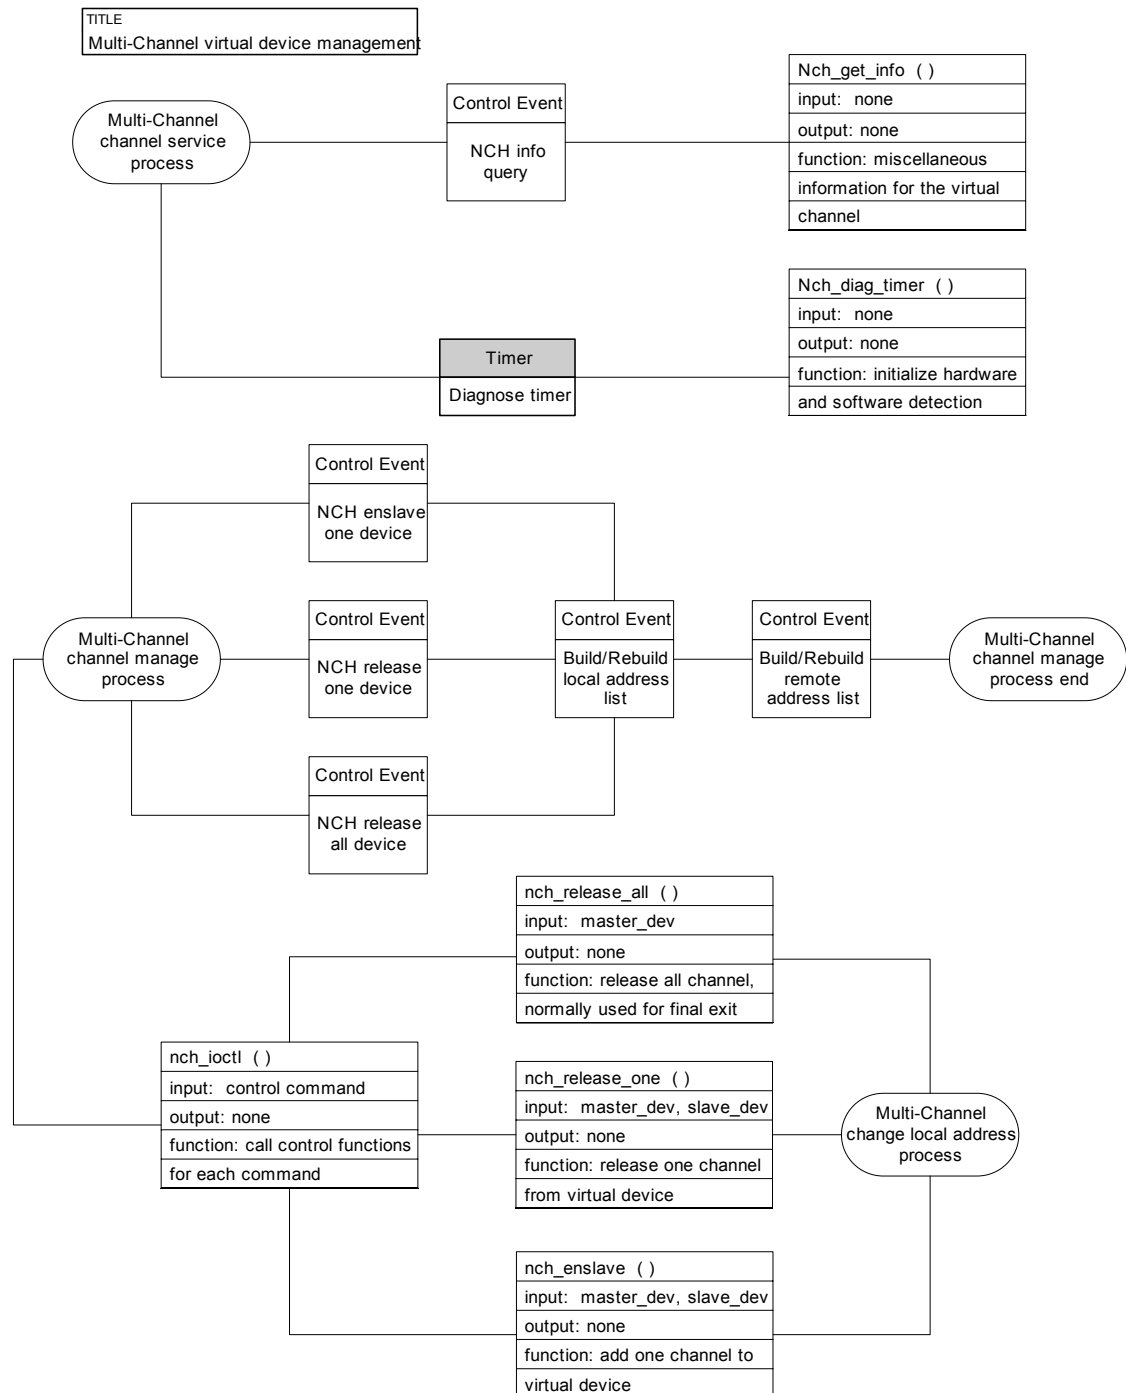 TITLE
Multi-Channel virtual device management
Multi-Channel
channel service
process
Control Event
NCH info
query
Nch_get_info ( )
input: none
output: none
function: miscellaneous
information for the virtual
channel
Timer
Diagnose timer
Nch_diag_timer ( )
input: none
output: none
function: initialize hardware
and software detection
Control Event
NCH enslave
one device
Multi-Channel
channel manage
process
Control Event
NCH release
one device
Control Event
Build/Rebuild
local address
list
Control Event
Build/Rebuild
remote
address list
Multi-Channel
channel manage
process end
Control Event
NCH release
all device
nch_release_all ( )
input: master_dev
output: none
function: release all channel,
normally used for final exit
nch_ioctl ( )
input: control command
output: none
function: call control functions
for each command
nch_release_one ( )
input: master_dev, slave_dev
output: none
function: release one channel
from virtual device
Multi-Channel
change local address
process
nch_enslave ( )
input: master_dev, slave_dev
output: none
function: add one channel to
virtual device